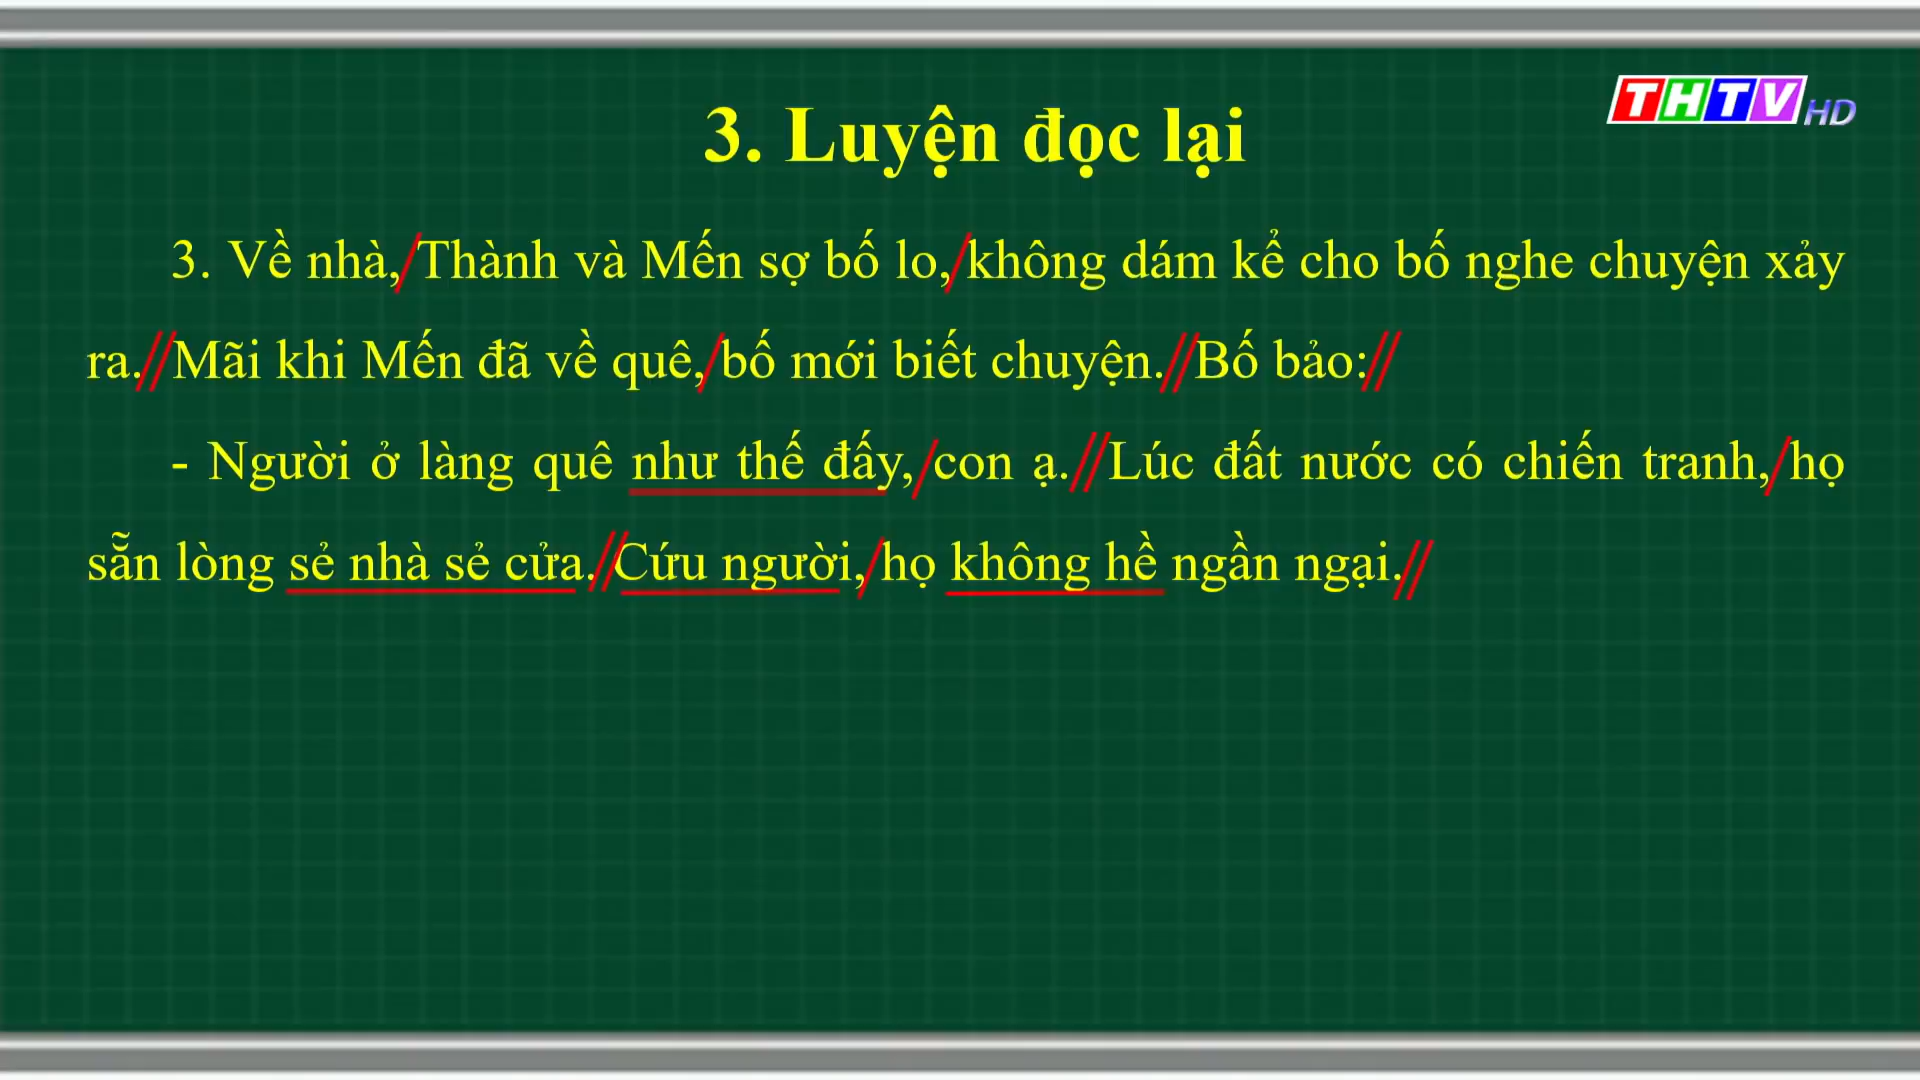 THTV HD
3. Luyện đọc lại
3. Về nhà,/Thành và Mến sợ bố lo,/không dám kể cho bố nghe chuyện xảy
ra.//Mãi khi Mến đã về quê,/bố mới biết chuyện.//Bố bảo://
- Người ở làng quê như thế đấy,/con ạ.//Lúc đất nước có chiến tranh,/họ
sẵn lòng sẻ nhà sẻ cửa.//Cứu người,/họ không hề ngần ngại.//